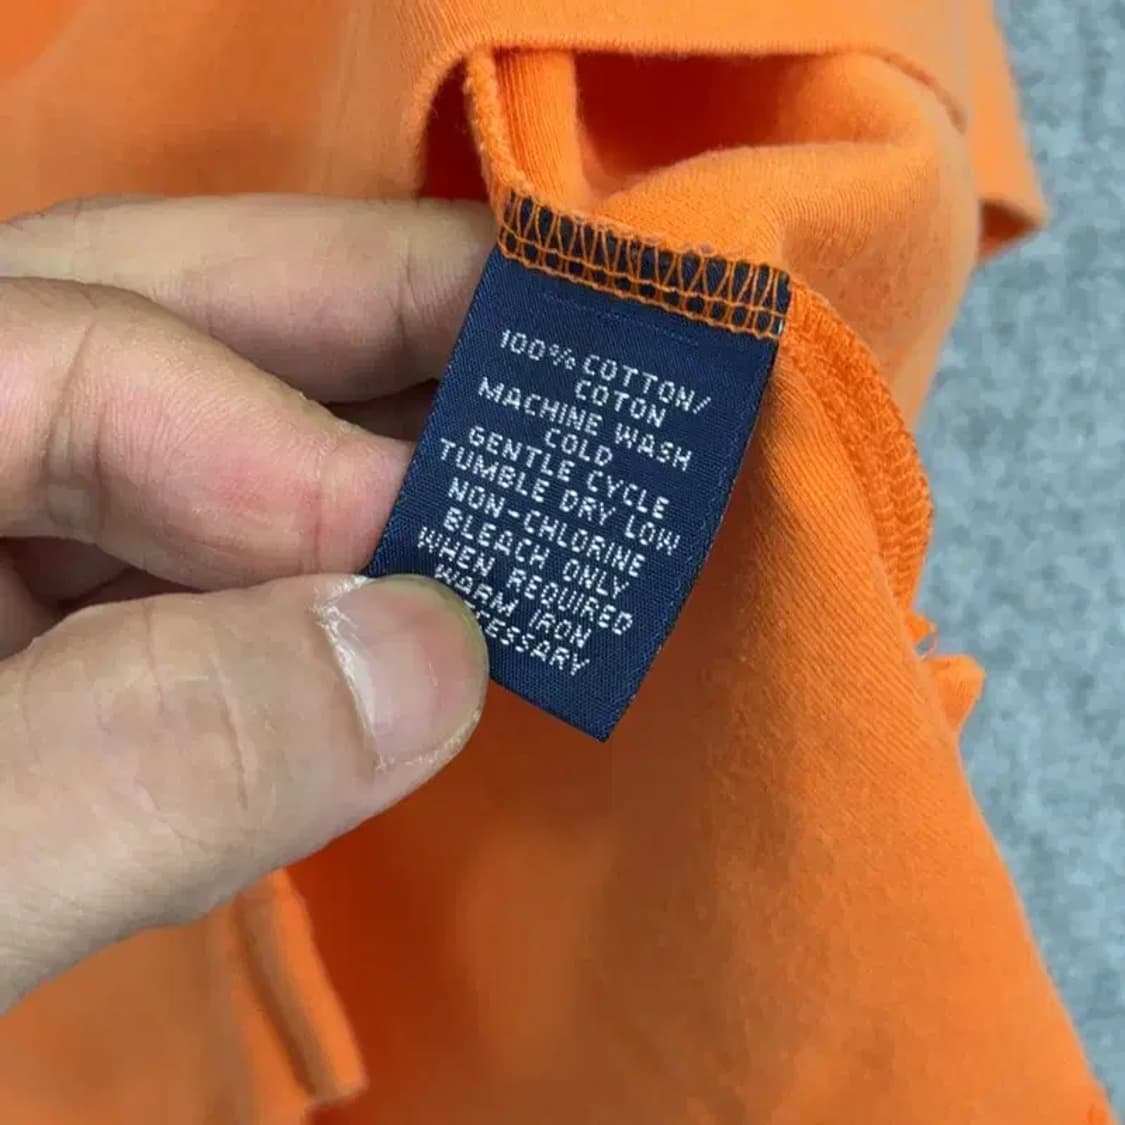 100% COTTON/
COTON
MACHINE WASH
COLD
GENTLE CYCLE
TUMBLE DRY LOW
NON-CHLORINE
BLEACH ONLY
WHEN REQUIRED
WARM IRON